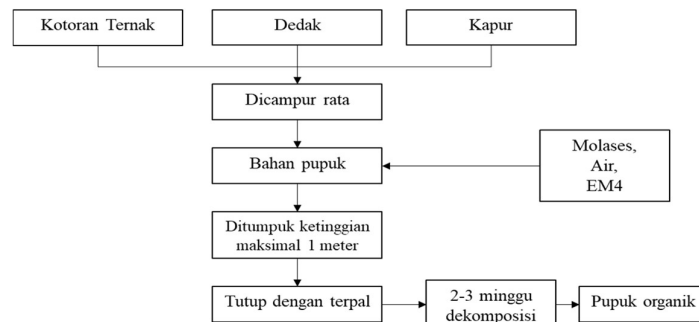 Kotoran Ternak
Dedak
Kapur
Dicampur rata
Bahan pupuk
Molases,
Air,
EM4
Ditumpuk ketinggian
maksimal 1 meter
Tutup dengan terpal
2-3 minggu
dekomposisi
Pupuk organik